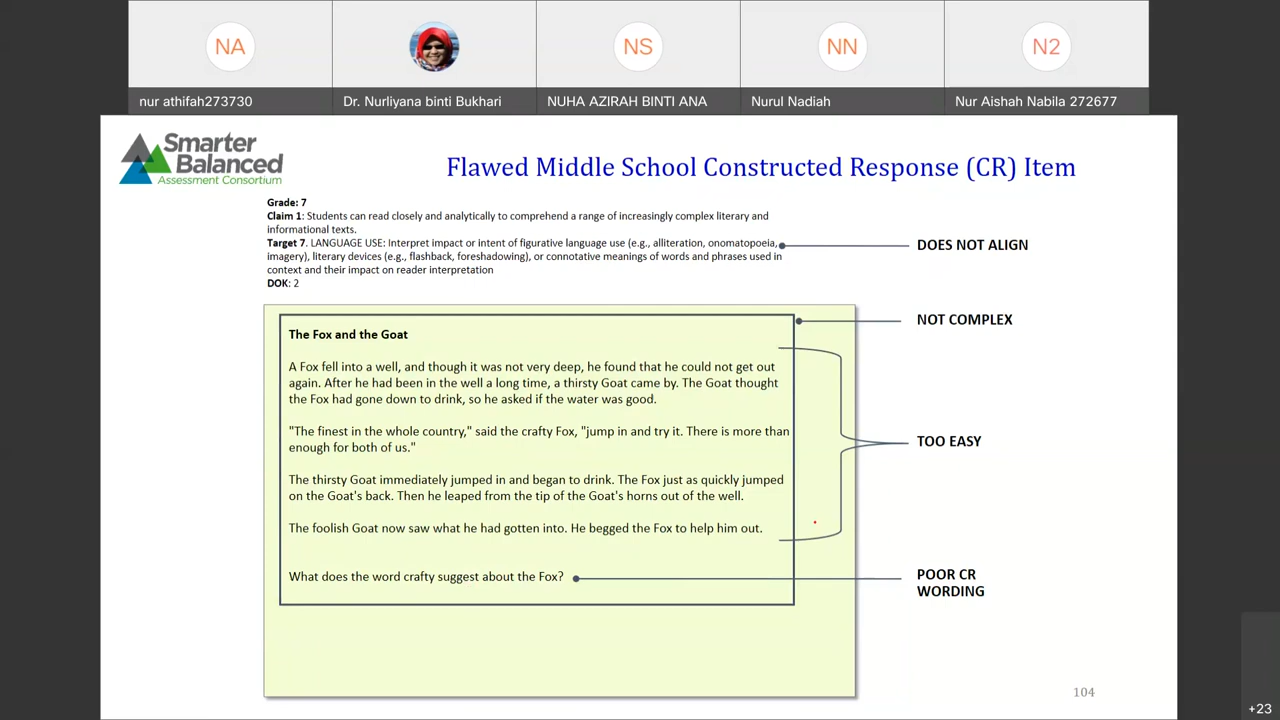 NA
NS
NN
N2
nur athifah273730
Dr. Nurliyana binti Bukhari
NUHA AZIRAH BINTI ANA
Nurul Nadiah
Nur Aishah Nabila 272677
Smarter
Balanced
Assessment Consortium
Flawed Middle School Constructed Response (CR) Item
Grade: 7
Claim 1: Students can read closely and analytically to comprehend a range of increasingly complex literary and
informational texts.
Target 7. LANGUAGE USE: Interpret impact or intent of figurative language use (e.g., alliteration, onomatopoeia,
imagery), literary devices (e.g., flashback, foreshadowing), or connotative meanings of words and phrases used in
context and their impact on reader interpretation
DOK: 2
DOES NOT ALIGN
NOT COMPLEX
The Fox and the Goat
A Fox fell into a well, and though it was not very deep, he found that he could not get out
again. After he had been in the well a long time, a thirsty Goat came by. The Goat thought
the Fox had gone down to drink, so he asked if the water was good.
"The finest in the whole country," said the crafty Fox, "jump in and try it. There is more than
enough for both of us."
TOO EASY
The thirsty Goat immediately jumped in and began to drink. The Fox just as quickly jumped
on the Goat's back. Then he leaped from the tip of the Goat's horns out of the well.
The foolish Goat now saw what he had gotten into. He begged the Fox to help him out.
What does the word crafty suggest about the Fox?
POOR CR
WORDING
104
+23